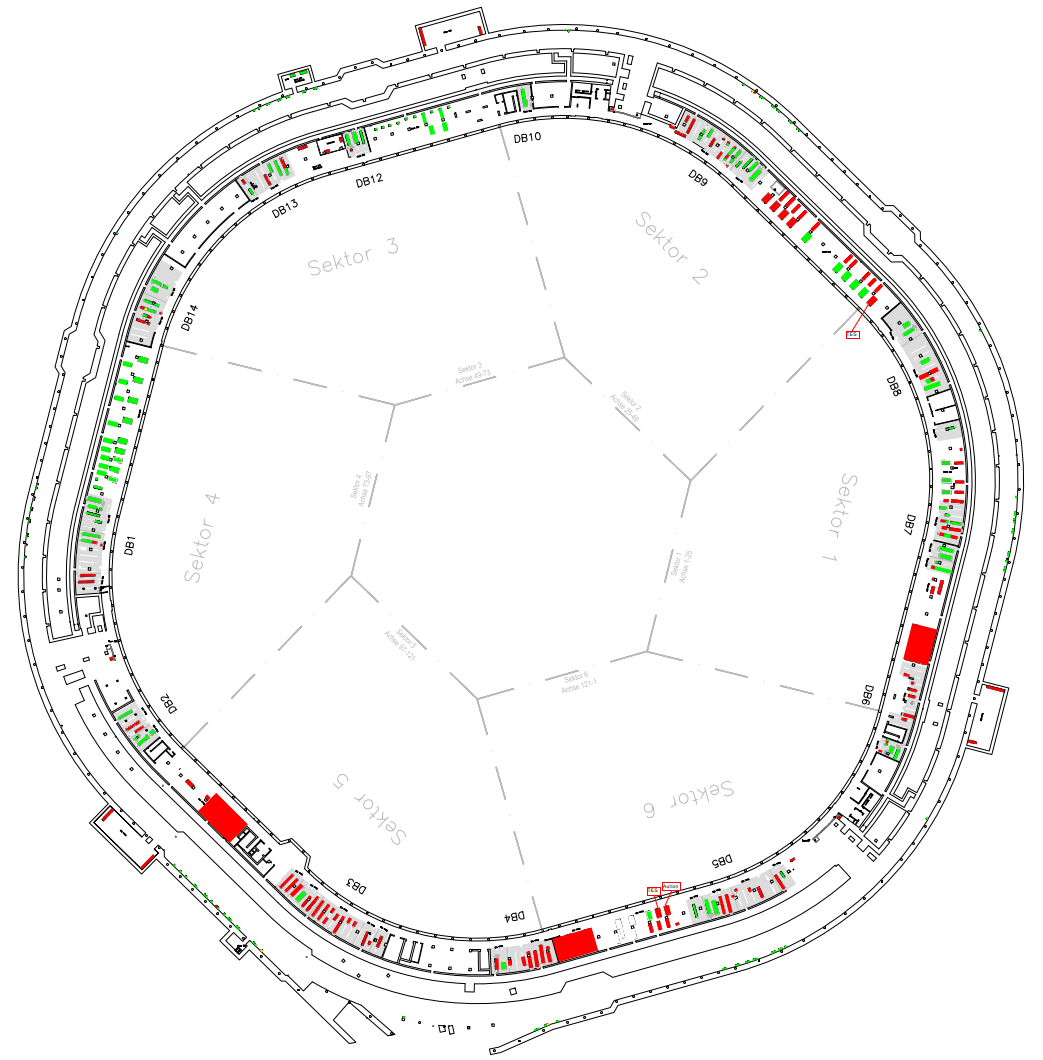 DB10
DB12
DB9
DB13
Sektor 2
Sektor 3
DB14
Sektor 3
Achse 49-73
DB8
Sektor 2
Achse 25-49
Sektor 4
Achse 73-97
Sektor 1
DB7
Sektor 4
DB1
Sektor 1
Achse 1-25
Sektor 5
Achse 97-121
Sektor 6
Achse 121-1
DB6
DB2
Sektor 5
Sektor 6
DB5
DB3
DB4